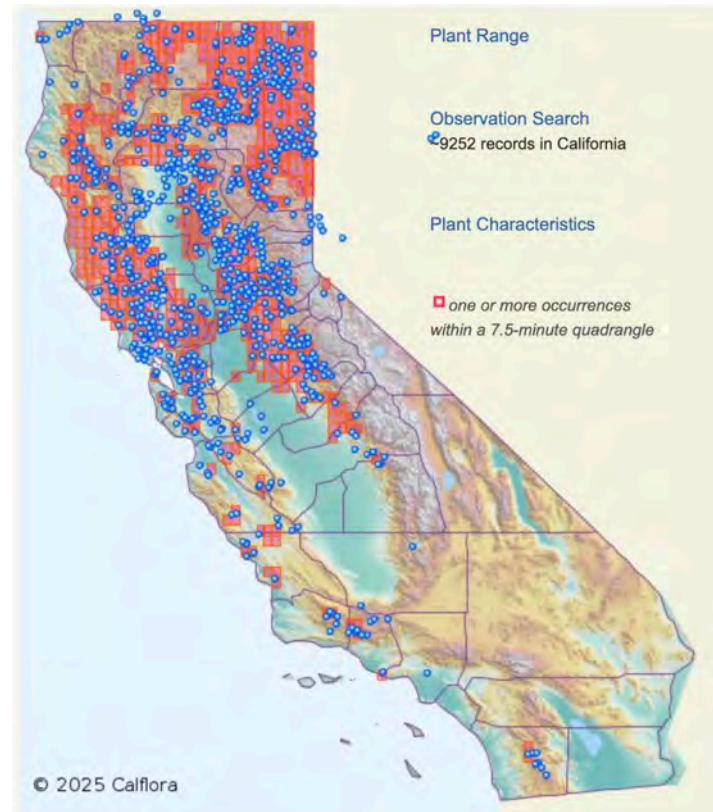 Plant Range
Observation Search
~9252 records in California
Plant Characteristics
one or more occurrences
within a 7.5-minute quadrangle
© 2025 Calflora